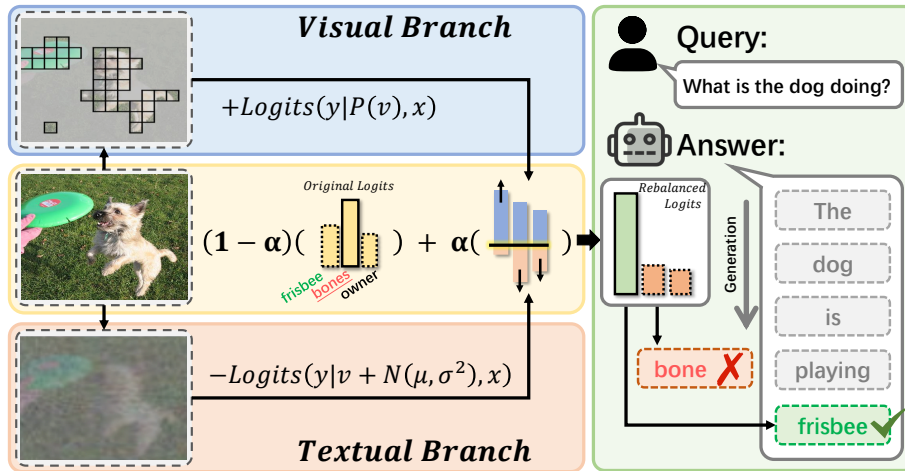 Visual Branch
+Logits(y|P(v), x)
(1 − α)( Original Logits ) + α( )
frisbee
bones
owner
−Logits(y|v + N(μ, σ²), x)
Textual Branch
Query:
What is the dog doing?
Answer:
Rebalanced
Logits
Generation
The
dog
is
playing
frisbee
bone